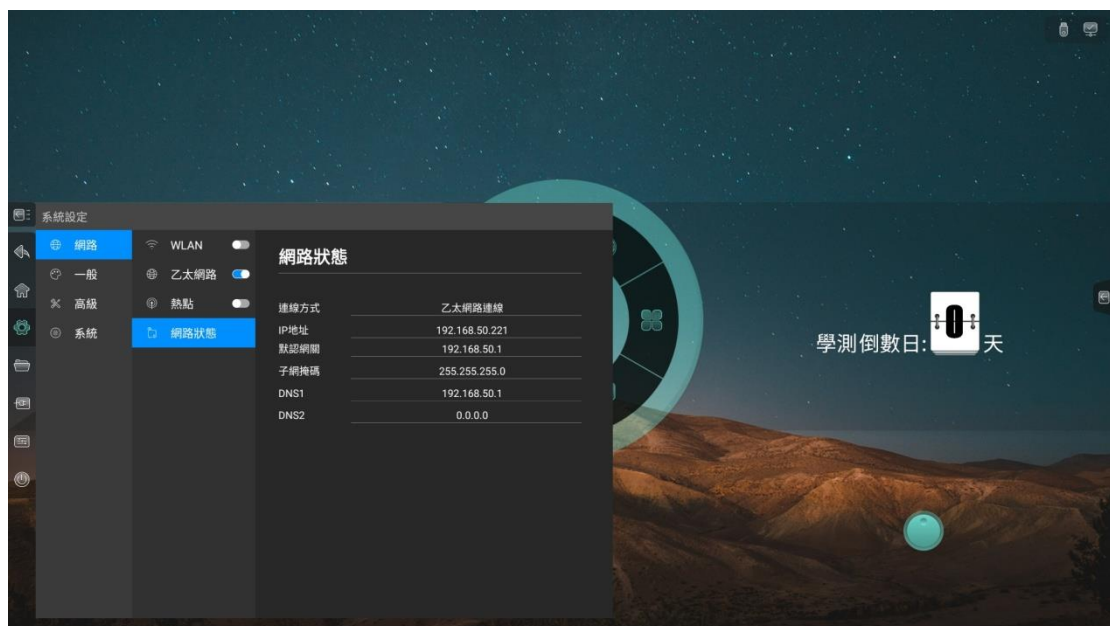 系統設定
網路
一般
高級
系統
WLAN
乙太網路
熱點
網路狀態
網路狀態
連線方式 乙太網路連線
IP地址 192.168.50.221
默認網關 192.168.50.1
子網掩碼 255.255.255.0
DNS1 192.168.50.1
DNS2 0.0.0.0
學測倒數日: 0 天